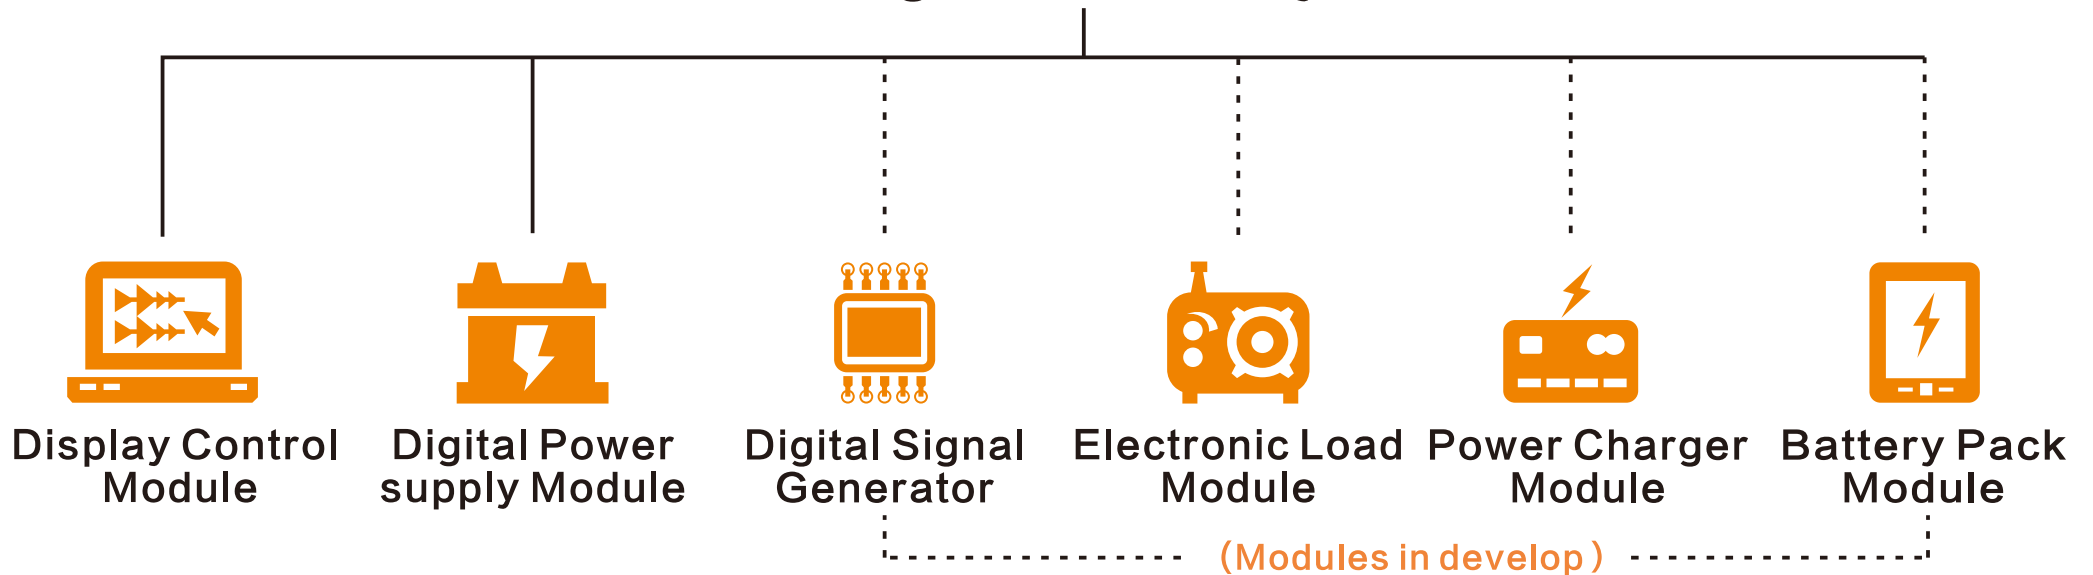 Display Control
Module
Digital Power
supply Module
Digital Signal
Generator
Electronic Load
Module
Power Charger
Module
Battery Pack
Module
(Modules in develop)